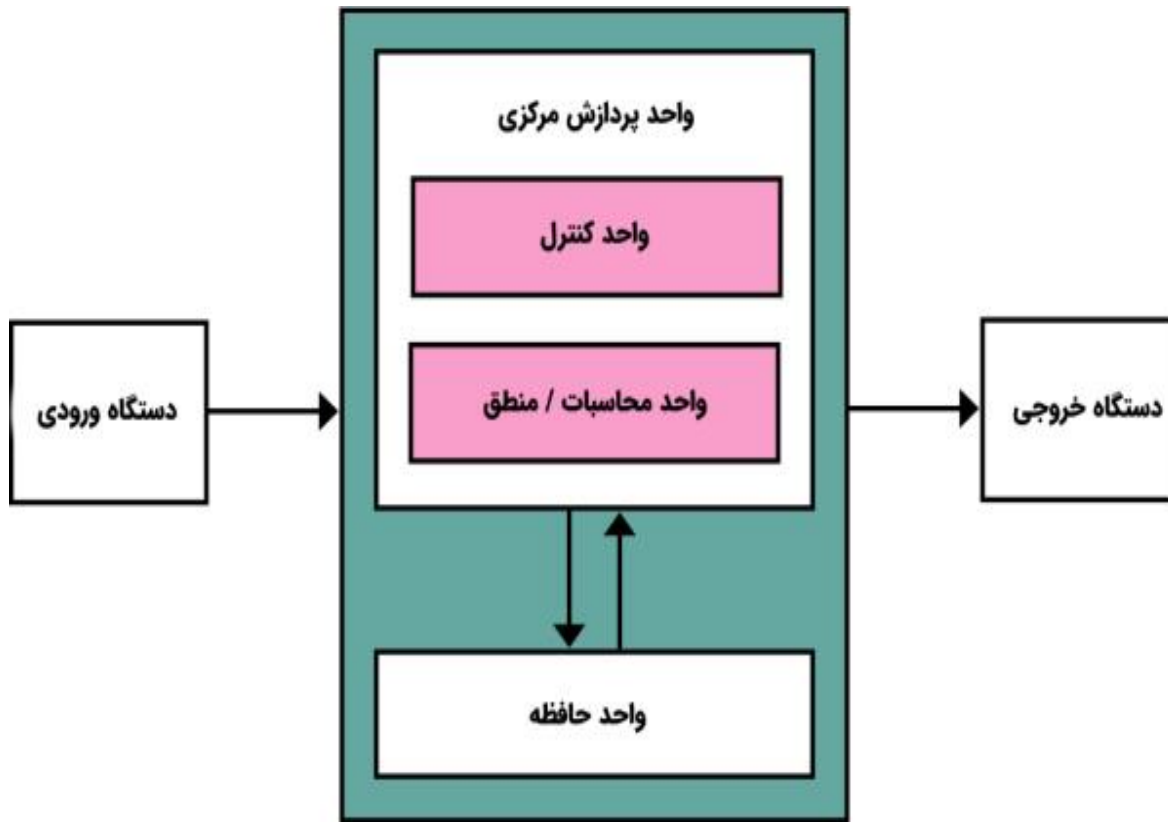 واحد پردازش مرکزی
واحد کنترل
واحد محاسبات / منطق
دستگاه ورودی
دستگاه خروجی
واحد حافظه